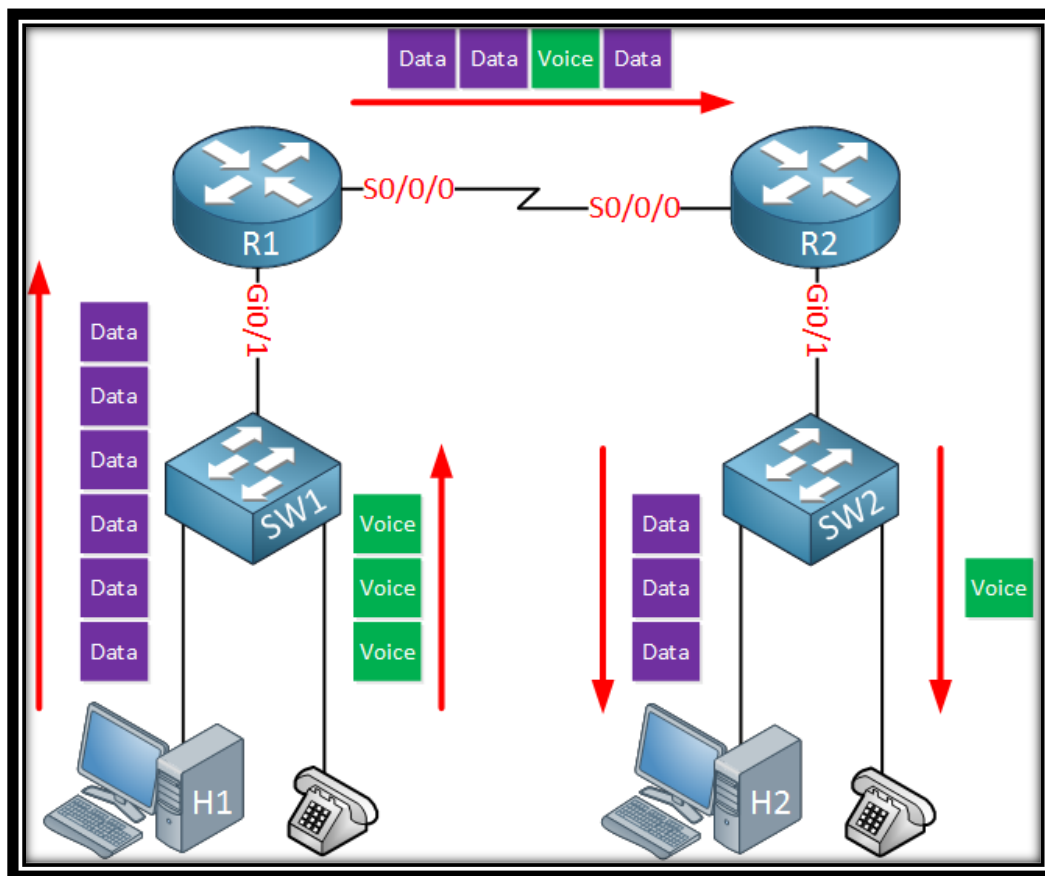 Data Data Voice Data
S0/0/0
S0/0/0
R1
R2
Gi0/1
Gi0/1
Data
Data
Data
Data
Data
Data
SW1
Voice
Voice
Voice
SW2
Data
Data
Data
Voice
H1
H2